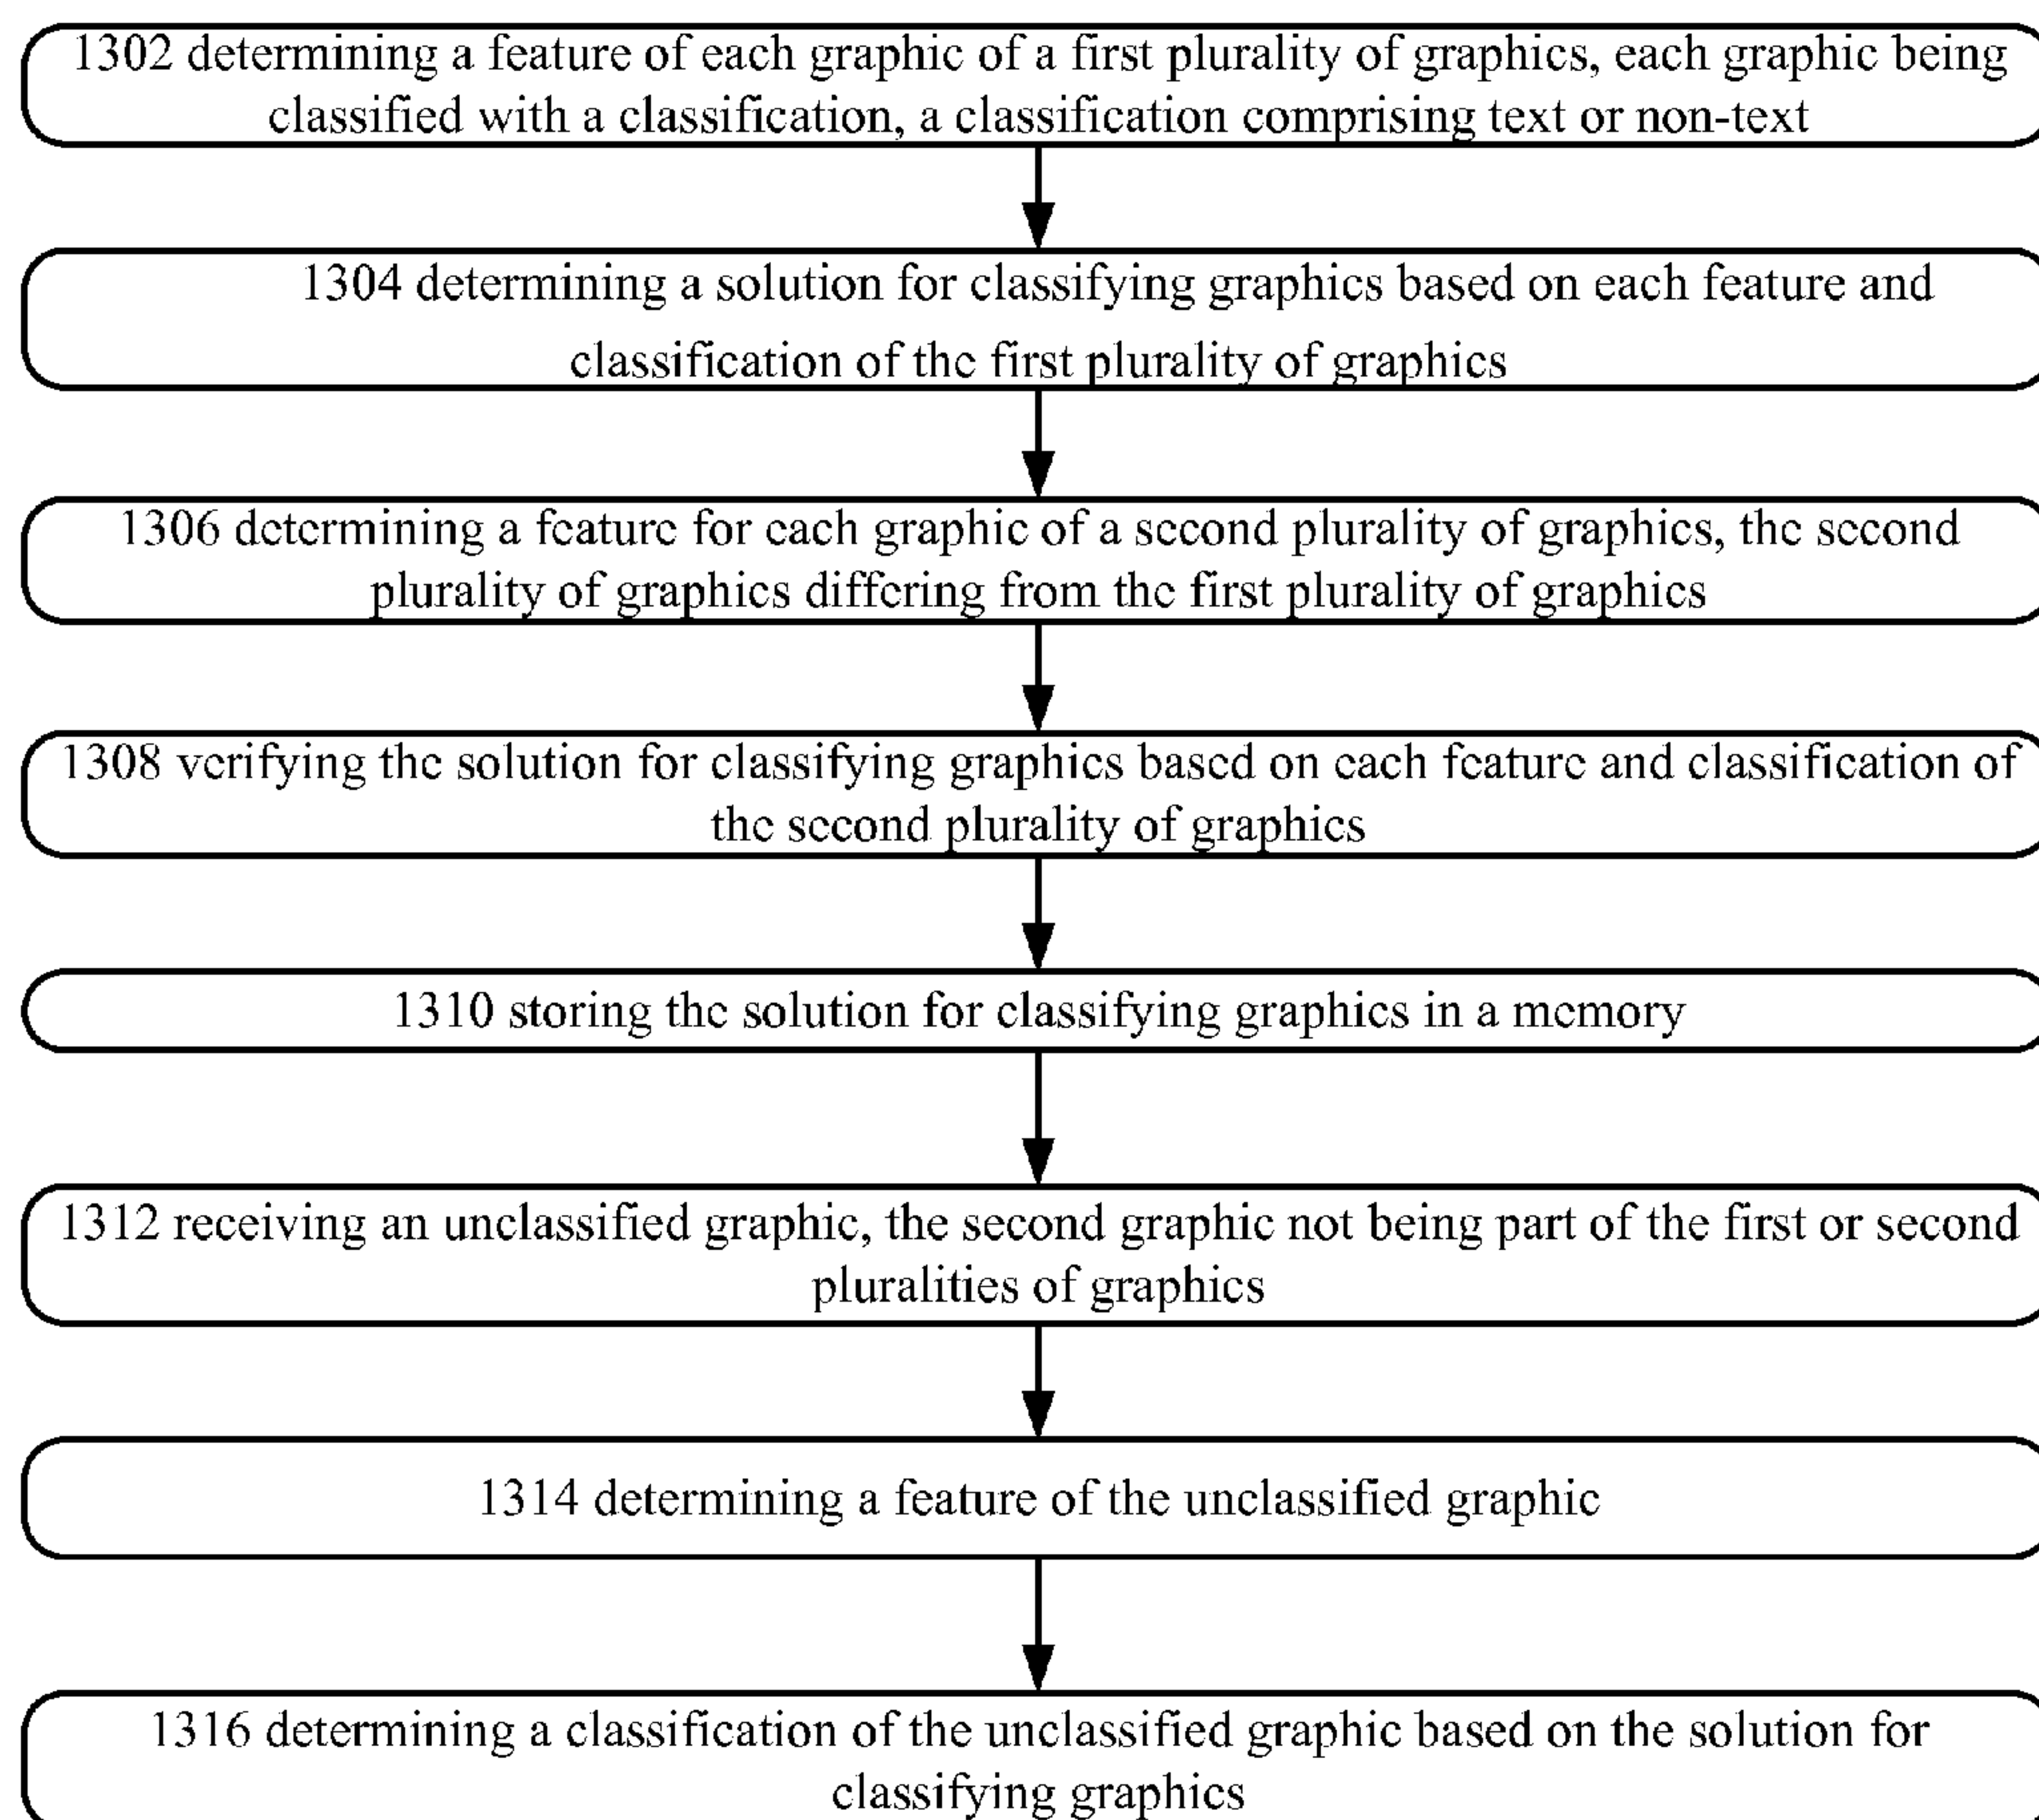 1302 determining a feature of each graphic of a first plurality of graphics, each graphic being
classified with a classification, a classification comprising text or non-text
1304 determining a solution for classifying graphics based on each feature and
classification of the first plurality of graphics
1306 determining a feature for each graphic of a second plurality of graphics, the second
plurality of graphics differing from the first plurality of graphics
1308 verifying the solution for classifying graphics based on each feature and classification of
the second plurality of graphics
1310 storing the solution for classifying graphics in a memory
1312 receiving an unclassified graphic, the second graphic not being part of the first or second
pluralities of graphics
1314 determining a feature of the unclassified graphic
1316 determining a classification of the unclassified graphic based on the solution for
classifying graphics